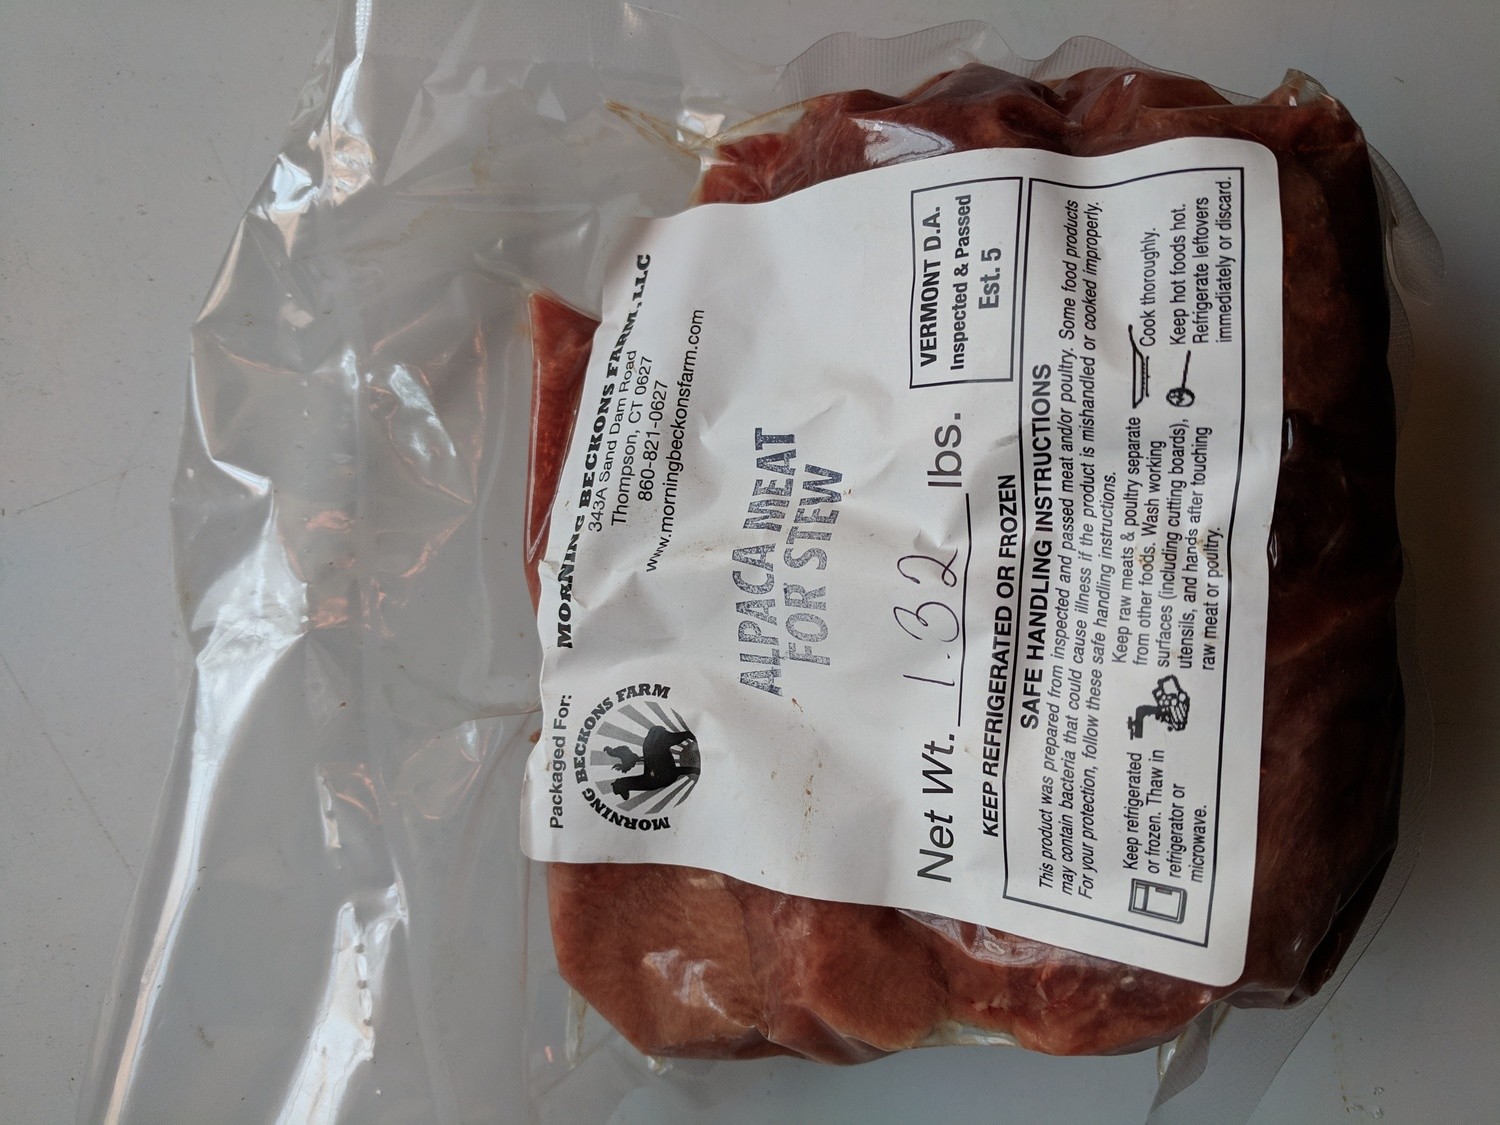 Packaged For:
MORNING BECKONS FARM
MORNING BECKONS FARM, LLC
343A Sand Dam Road
Thompson, CT 0627
860-821-0627
www.morningbeckonsfarm.com
ALPACA MEAT
FOR STEW
Net Wt. 1.32 lbs.
VERMONT D.A.
Inspected & Passed
Est. 5
KEEP REFRIGERATED OR FROZEN
SAFE HANDLING INSTRUCTIONS
This product was prepared from inspected and passed meat and/or poultry. Some food products
may contain bacteria that could cause illness if the product is mishandled or cooked improperly.
For your protection, follow these safe handling instructions.
Keep refrigerated
or frozen. Thaw in
refrigerator or
microwave.
Keep raw meats & poultry separate
from other foods. Wash working
surfaces (including cutting boards),
utensils, and hands after touching
raw meat or poultry.
Cook thoroughly.
Keep hot foods hot.
Refrigerate leftovers
immediately or discard.